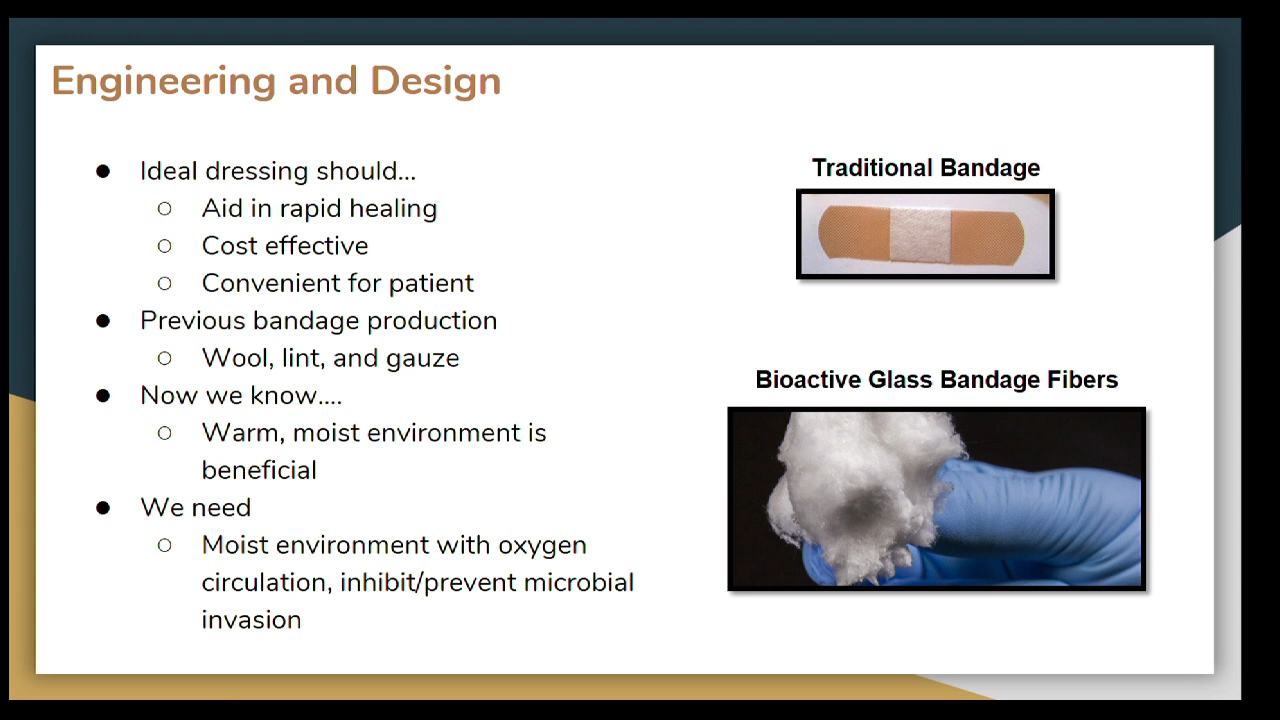 Engineering and Design
● Ideal dressing should...
○ Aid in rapid healing
○ Cost effective
○ Convenient for patient
● Previous bandage production
○ Wool, lint, and gauze
● Now we know....
○ Warm, moist environment is
beneficial
● We need
○ Moist environment with oxygen
circulation, inhibit/prevent microbial
invasion
Traditional Bandage
Bioactive Glass Bandage Fibers